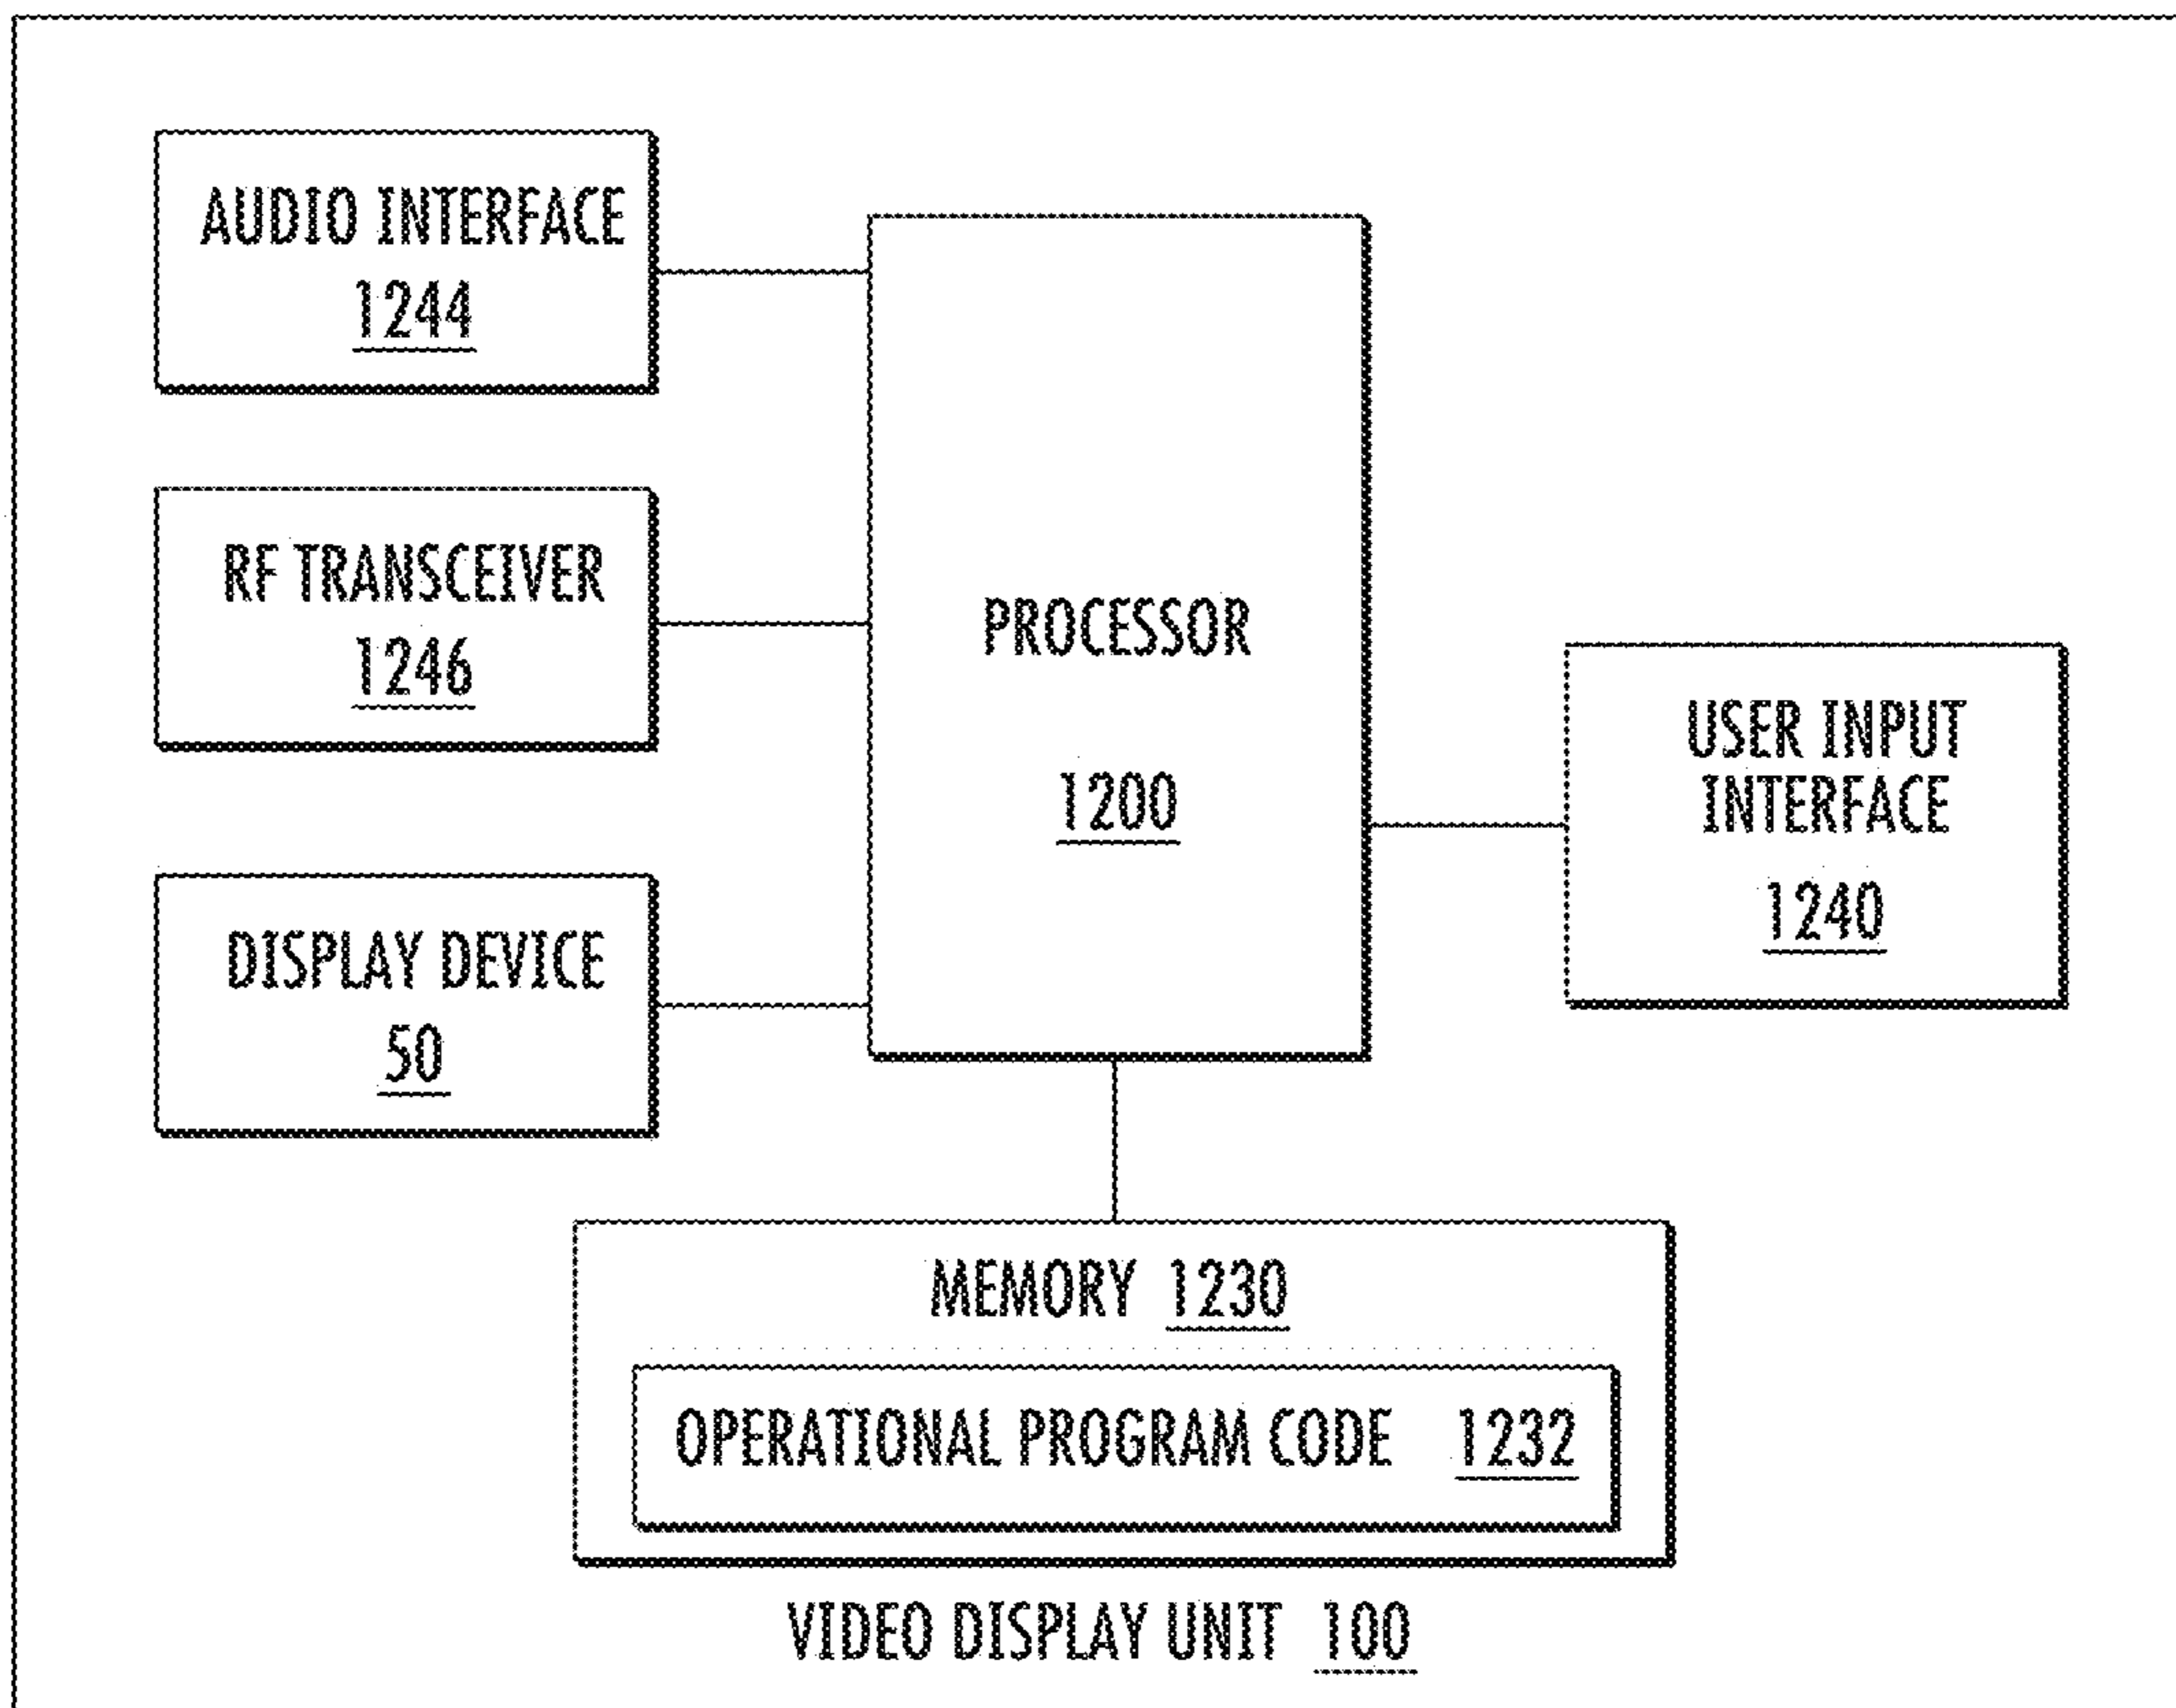 AUDIO INTERFACE
1244
RF TRANSCEIVER
1246
DISPLAY DEVICE
50
PROCESSOR
1200
USER INPUT
INTERFACE
1240
MEMORY 1230
OPERATIONAL PROGRAM CODE 1232
VIDEO DISPLAY UNIT 100